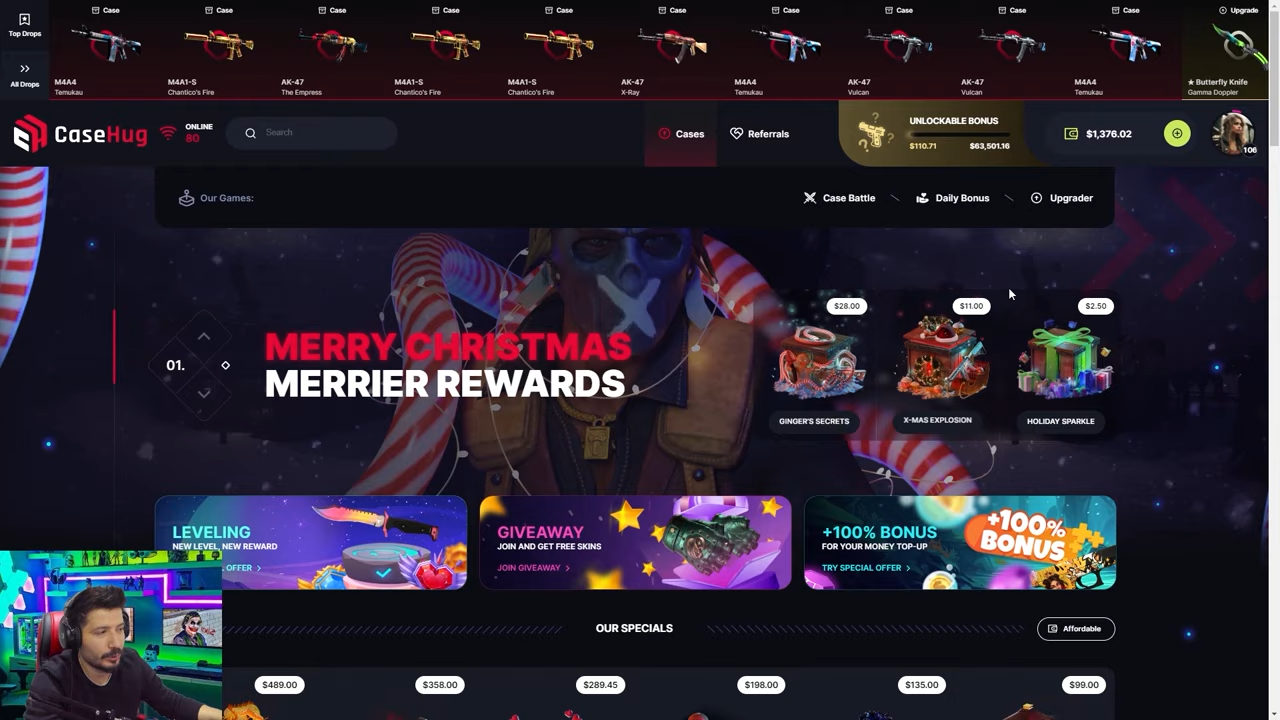 Top Drops
All Drops
Case
M4A4
Temukau
Case
M4A1-S
Chantico's Fire
Case
AK-47
The Empress
Case
M4A1-S
Chantico's Fire
Case
M4A1-S
Chantico's Fire
Case
AK-47
X-Ray
Case
M4A4
Temukau
Case
AK-47
Vulcan
Case
AK-47
Vulcan
Case
M4A4
Temukau
Upgrade
★ Butterfly Knife
Gamma Doppler
CaseHug
ONLINE
80
Search
Cases
Referrals
UNLOCKABLE BONUS
$110.71 $63,501.16
$1,376.02
106
Our Games:
Case Battle
Daily Bonus
Upgrader
01.
MERRY CHRISTMAS
MERRIER REWARDS
$28.00
GINGER'S SECRETS
$11.00
X-MAS EXPLOSION
$2.50
HOLIDAY SPARKLE
LEVELING
NEW LEVEL, NEW REWARD
OFFER
GIVEAWAY
JOIN AND GET FREE SKINS
JOIN GIVEAWAY
+100% BONUS
FOR YOUR MONEY TOP-UP
TRY SPECIAL OFFER
+100%
BONUS
OUR SPECIALS
Affordable
$489.00
$358.00
$289.45
$198.00
$135.00
$99.00